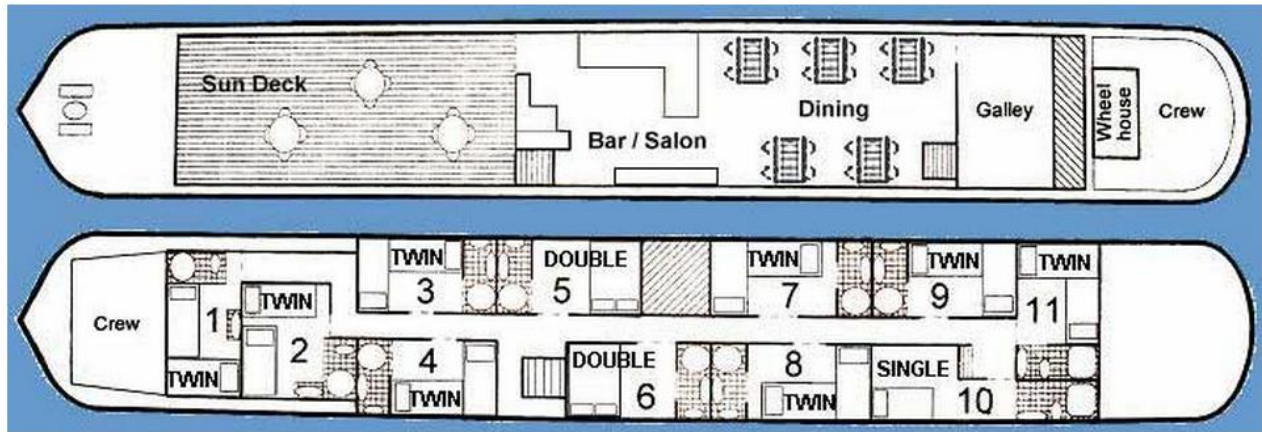 Sun Deck
Bar / Salon
Dining
Galley
Wheel
house
Crew
Crew
1
TWIN
TWIN
2
TWIN
3
4
TWIN
DOUBLE
5
DOUBLE
6
TWIN
7
8
TWIN
TWIN
9
SINGLE
10
TWIN
11